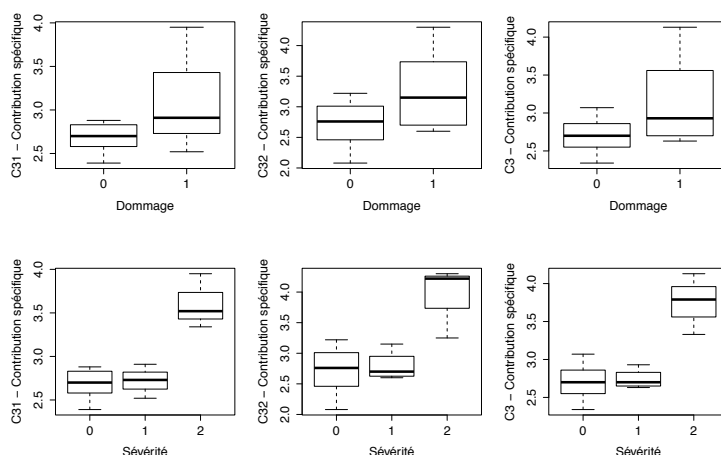 C31 − Contribution spécifique
2.5 3.0 3.5 4.0
0 1
Dommage
C32 − Contribution spécifique
2.0 2.5 3.0 3.5 4.0
0 1
Dommage
C3 − Contribution spécifique
2.5 3.0 3.5 4.0
0 1
Dommage
C31 − Contribution spécifique
2.5 3.0 3.5 4.0
0 1 2
Sévérité
C32 − Contribution spécifique
2.0 2.5 3.0 3.5 4.0
0 1 2
Sévérité
C3 − Contribution spécifique
2.5 3.0 3.5 4.0
0 1 2
Sévérité